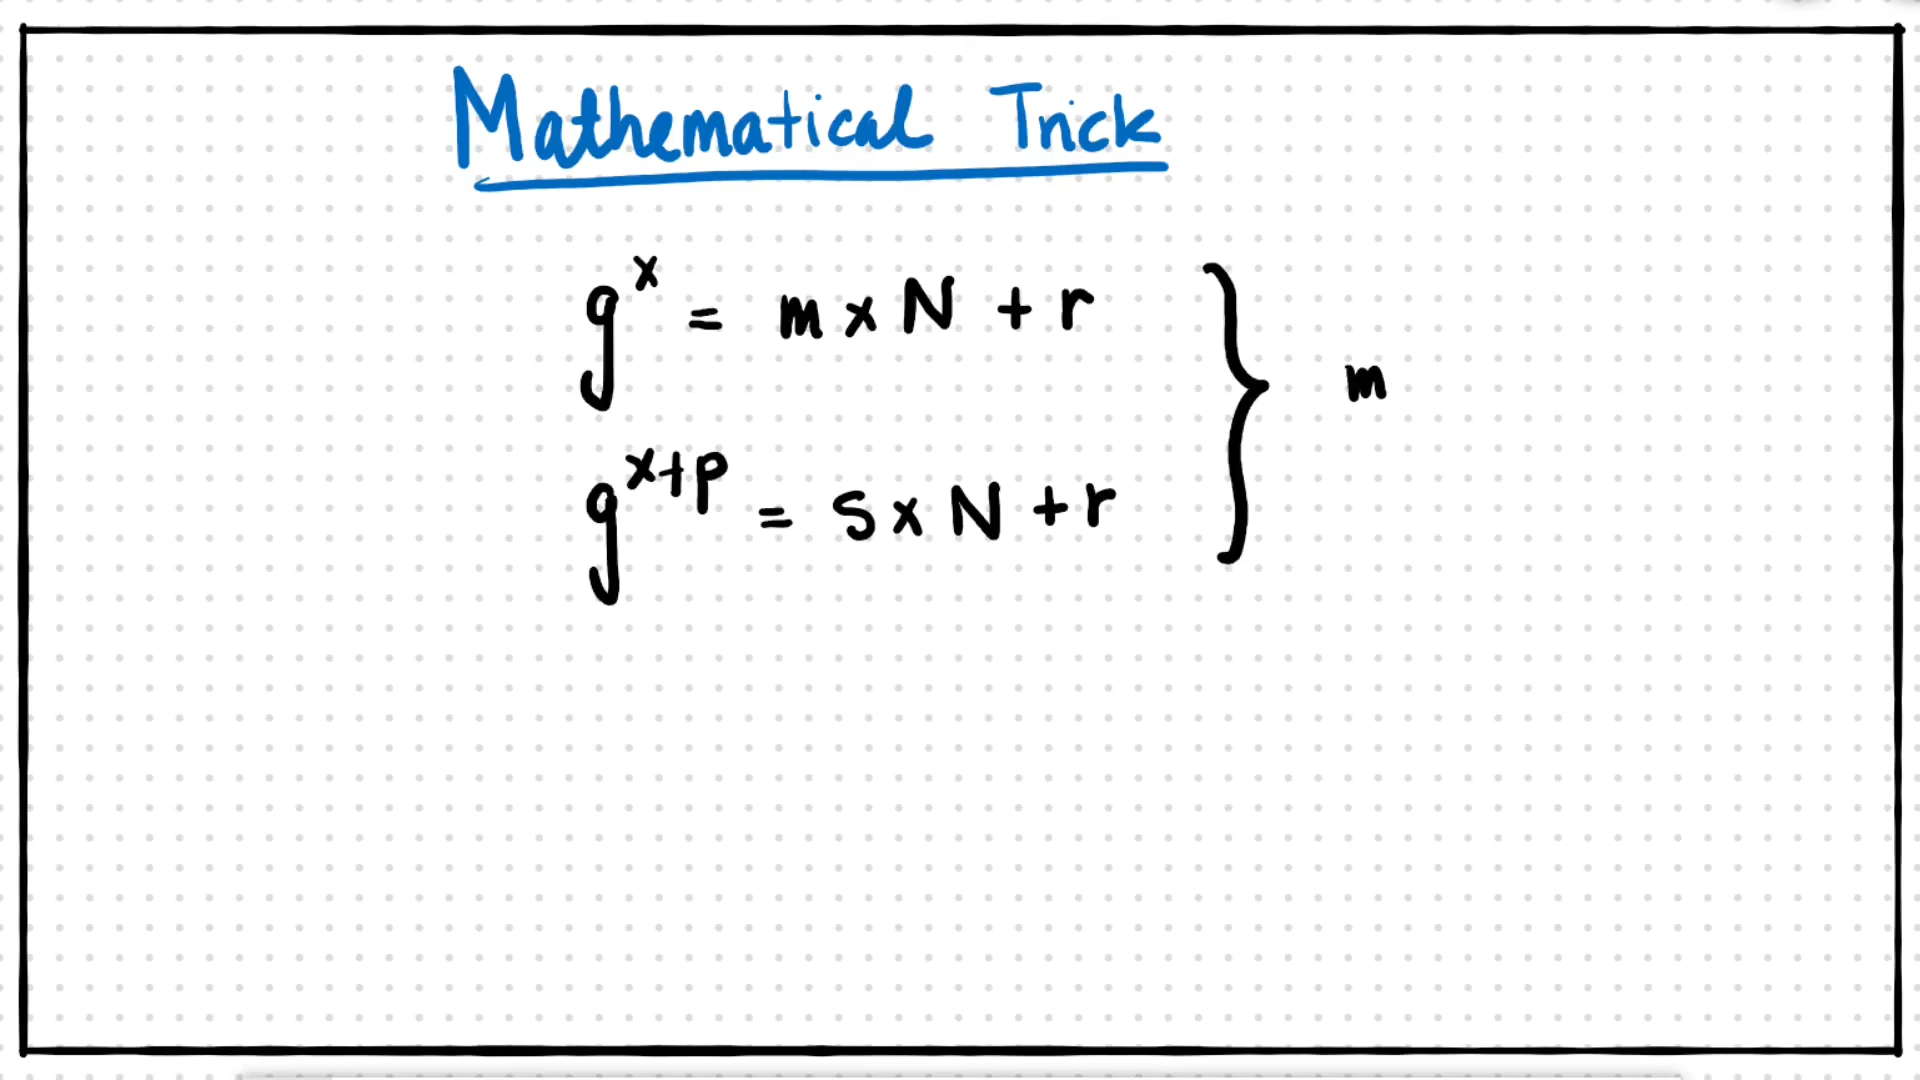 Mathematical Trick
g^x = m x N + r
m
g^{x+p} = s x N + r